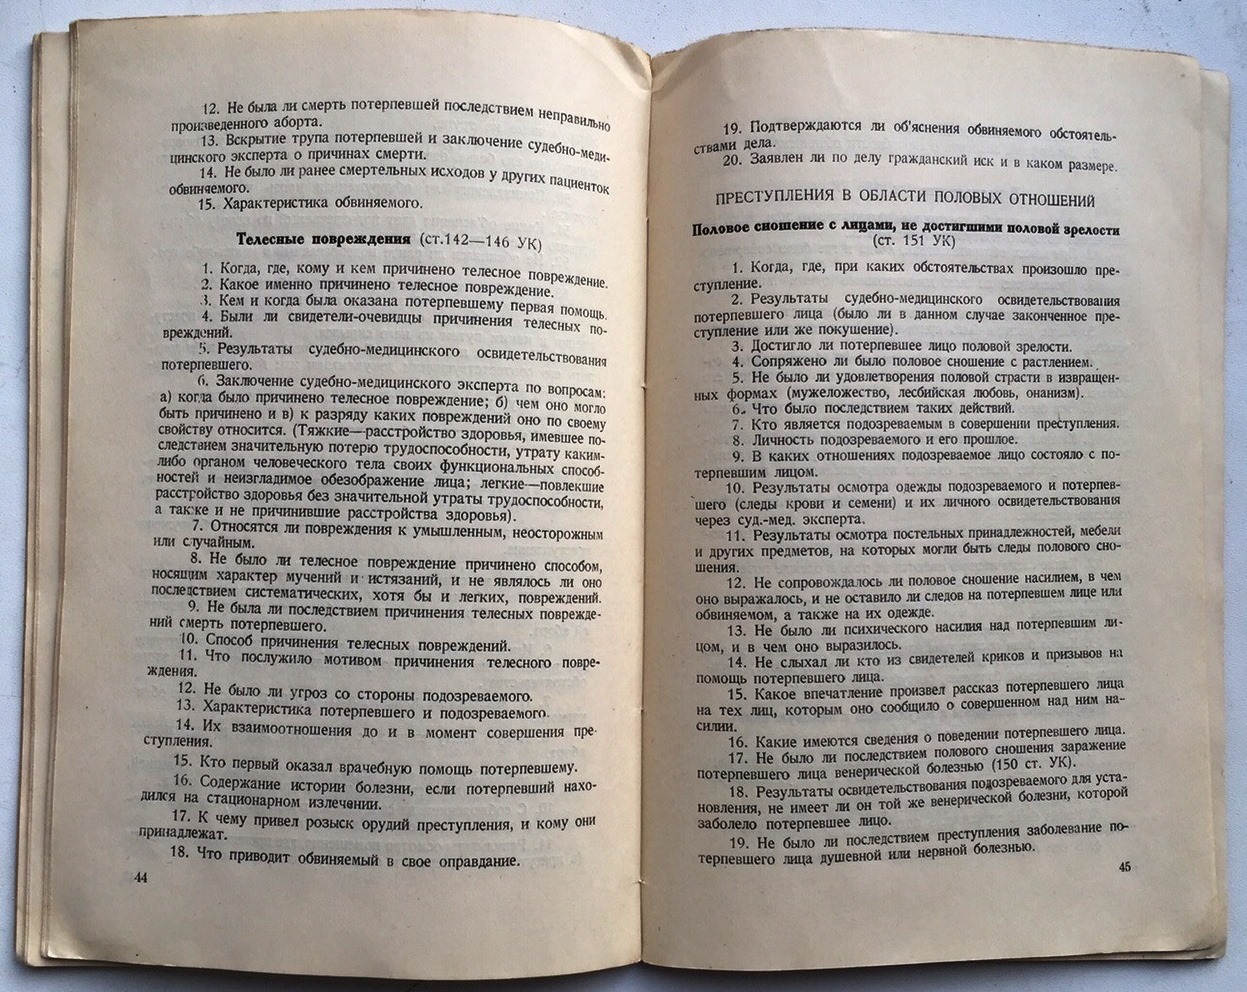 12. Не была ли смерть потерпевшей последствием неправильно
произведенного аборта.
13. Вскрытие трупа потерпевшей и заключение судебно-меди-
цинского эксперта о причинах смерти.
14. Не было ли ранее смертельных исходов у других пациенток
обвиняемого.
15. Характеристика обвиняемого.
Телесные повреждения (ст.142—146 УК)
1. Когда, где, кому и кем причинено телесное повреждение.
2. Какое именно причинено телесное повреждение.
3. Кем и когда была оказана потерпевшему первая помощь.
4. Были ли свидетели-очевидцы причинения телесных по-
вреждений.
5. Результаты судебно-медицинского освидетельствования
потерпевшего.
6. Заключение судебно-медицинского эксперта по вопросам:
а) когда было причинено телесное повреждение; б) чем оно могло
быть причинено и в) к разряду каких повреждений оно по своему
свойству относится. (Тяжкие—расстройство здоровья, имевшее по-
следствием значительную потерю трудоспособности, утрату каким-
либо органом человеческого тела своих функциональных способ-
ностей и неизгладимое обезображение лица; легкие—повлекшие
расстройство здоровья без значительной утраты трудоспособности,
а также и не причинившие расстройства здоровья).
7. Относятся ли повреждения к умышленным, неосторожным
или случайным.
8. Не было ли телесное повреждение причинено способом,
носящим характер мучений и истязаний, и не являлось ли оно
последствием систематических, хотя бы и легких, повреждений.
9. Не была ли последствием причинения телесных поврежде-
ний смерть потерпевшего.
10. Способ причинения телесных повреждений.
11. Что послужило мотивом причинения телесного повре-
ждения.
12. Не было ли угроз со стороны подозреваемого.
13. Характеристика потерпевшего и подозреваемого.
14. Их взаимоотношения до и в момент совершения пре-
ступления.
15. Кто первый оказал врачебную помощь потерпевшему.
16. Содержание истории болезни, если потерпевший нахо-
дился на стационарном излечении.
17. К чему привел розыск орудий преступления, и кому они
принадлежат.
18. Что приводит обвиняемый в свое оправдание.
44
19. Подтверждаются ли об'яснения обвиняемого обстоятель-
ствами дела.
20. Заявлен ли по делу гражданский иск и в каком размере.
ПРЕСТУПЛЕНИЯ В ОБЛАСТИ ПОЛОВЫХ ОТНОШЕНИЙ
Половое сношение с лицами, не достигшими половой зрелости
(ст. 151 УК)
1. Когда, где, при каких обстоятельствах произошло пре-
ступление.
2. Результаты судебно-медицинского освидетельствования
потерпевшего лица (было ли в данном случае законченное пре-
ступление или же покушение).
3. Достигло ли потерпевшее лицо половой зрелости.
4. Сопряжено ли было половое сношение с растлением.
5. Не было ли удовлетворения половой страсти в извращен-
ных формах (мужеложество, лесбийская любовь, онанизм).
6. Что было последствием таких действий.
7. Кто является подозреваемым в совершении преступления.
8. Личность подозреваемого и его прошлое.
9. В каких отношениях подозреваемое лицо состояло с по-
терпевшим лицом.
10. Результаты осмотра одежды подозреваемого и потерпев-
шего (следы крови и семени) и их личного освидетельствования
через суд.-мед. эксперта.
11. Результаты осмотра постельных принадлежностей, мебели
и других предметов, на которых могли быть следы полового сно-
шения.
12. Не сопровождалось ли половое сношение насилием, в чем
оно выражалось, и не оставило ли следов на потерпевшем лице или
обвиняемом, а также на их одежде.
13. Не было ли психического насилия над потерпевшим ли-
цом, и в чем оно выразилось.
14. Не слыхал ли кто из свидетелей криков и призывов на
помощь потерпевшего лица.
15. Какое впечатление произвел рассказ потерпевшего лица
на тех лиц, которым оно сообщило о совершенном над ним на-
силии.
16. Какие имеются сведения о поведении потерпевшего лица.
17. Не было ли последствием полового сношения заражение
потерпевшего лица венерической болезнью (150 ст. УК).
18. Результаты освидетельствования подозреваемого для уста-
новления, не имеет ли он той же венерической болезни, которой
заболело потерпевшее лицо.
19. Не было ли последствием преступления заболевание по-
терпевшего лица душевной или нервной болезнью.
45